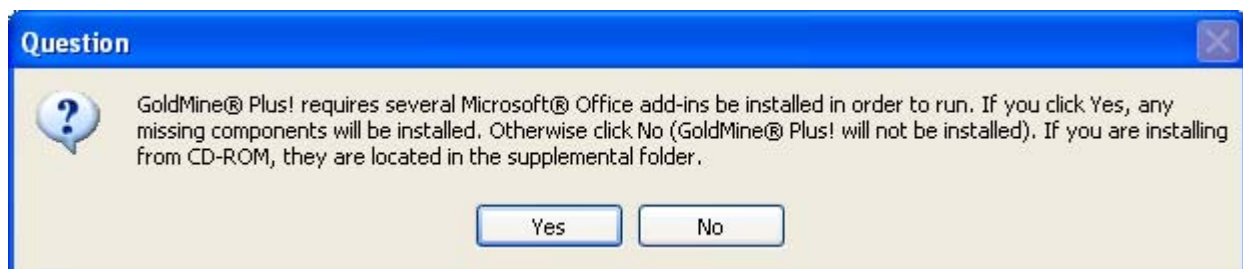 Question
GoldMine® Plus! requires several Microsoft® Office add-ins be installed in order to run. If you click Yes, any
missing components will be installed. Otherwise click No (GoldMine® Plus! will not be installed). If you are installing
from CD-ROM, they are located in the supplemental folder.
Yes No